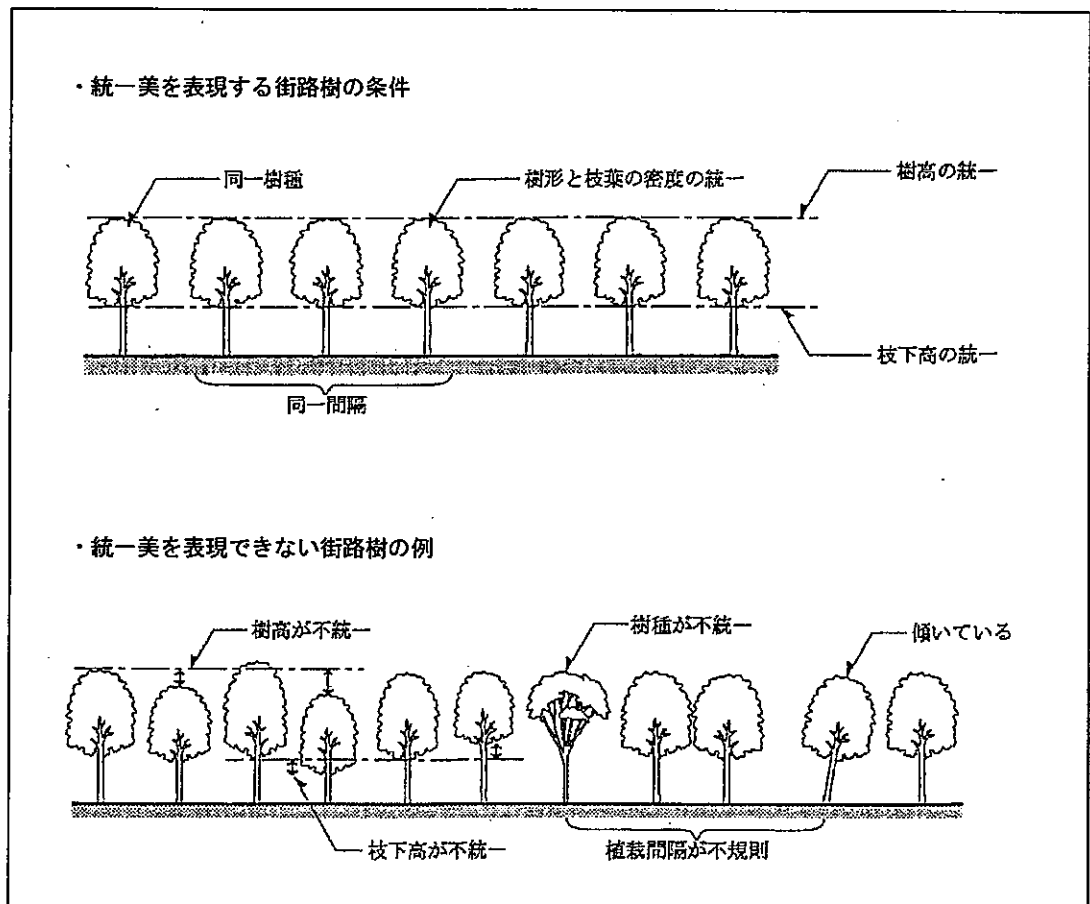 ・統一美を表現する街路樹の条件
同一樹種
樹形と枝葉の密度の統一
樹高の統一
枝下高の統一
同一間隔
・統一美を表現できない街路樹の例
樹高が不統一
樹種が不統一
傾いている
枝下高が不統一
植栽間隔が不規則